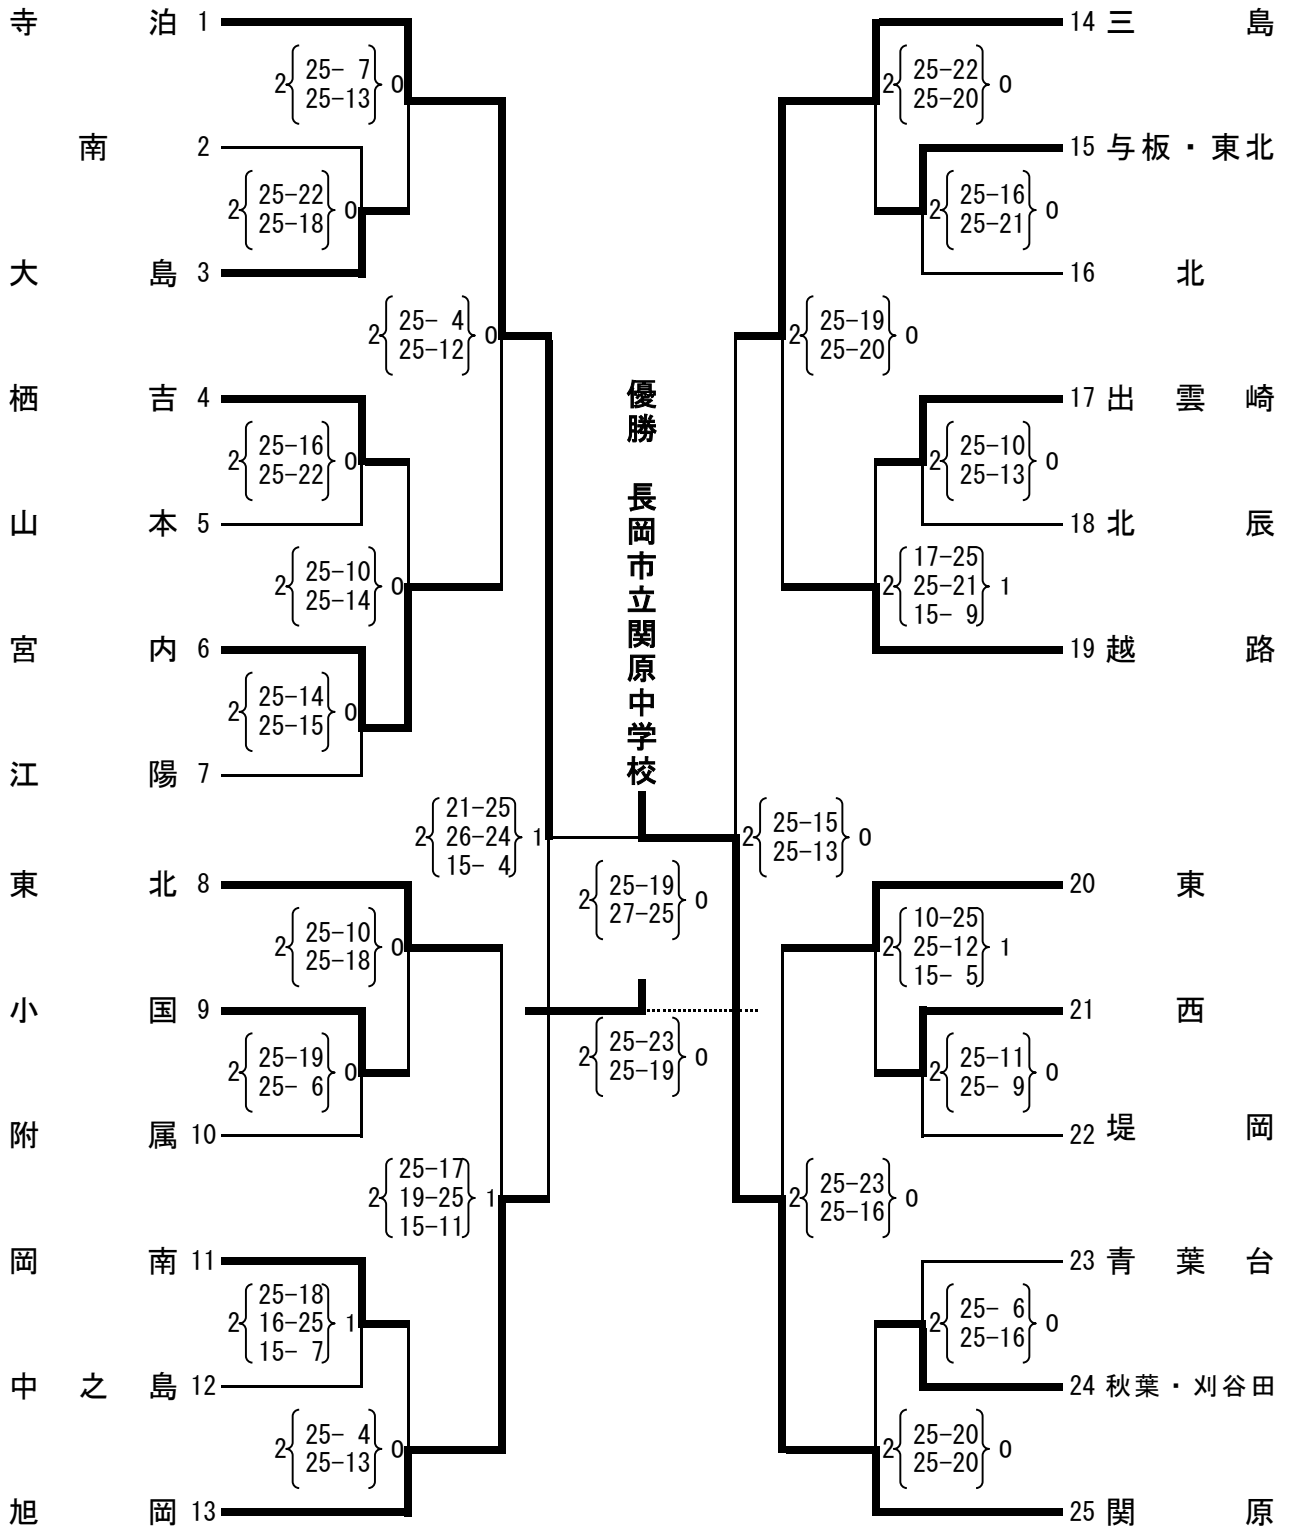 寺泊 1
2 25- 7 0
25-13
南 2
2 25-22 0
25-18
大島 3
2 25- 4 0
25-12
栖吉 4
2 25-16 0
25-22
山本 5
2 25-10 0
25-14
宮内 6
2 25-14 0
25-15
江陽 7
21-25
2 26-24 1
15- 4
東北 8
2 25-10 0
25-18
小国 9
2 25-19 0
25- 6
附属 10
25-17
2 19-25 1
15-11
岡南 11
25-18
2 16-25 1
15- 7
中之島 12
2 25- 4 0
25-13
旭岡 13
優勝 長岡市立関原中学校
2 25-19 0
27-25
2 25-23 0
25-19
14 三島
2 25-22 0
25-20
15 与板・東北
2 25-16 0
25-21
16 北
2 25-19 0
25-20
17 出雲崎
2 25-10 0
25-13
18 北辰
17-25
2 25-21 1
15- 9
19 越路
2 25-15 0
25-13
20 東
10-25
2 25-12 1
15- 5
21 西
2 25-11 0
25- 9
22 堤岡
2 25-23 0
25-16
23 青葉台
2 25- 6 0
25-16
24 秋葉・刈谷田
2 25-20 0
25-20
25 関原